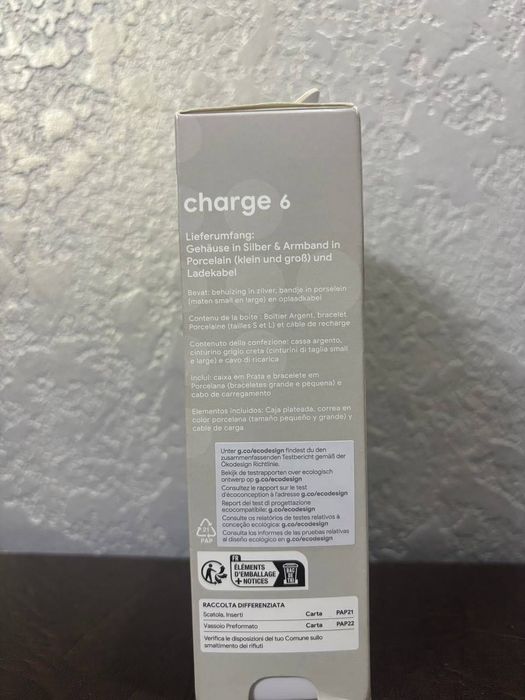 charge 6
Lieferumfang:
Gehäuse in Silber & Armband in
Porcelain (klein und groß) und
Ladekabel
Bevat: behuizing in zilver, bandje in porselein
(maten small en large) en oplaadkabel
Contenu de la boîte : Boîtier Argent, bracelet
Porcelaine (tailles S et L) et câble de recharge
Contenuto della confezione: cassa argento,
cinturino grigio creta (cinturini di taglia small
e large) e cavo di ricarica
Inclui: caixa em Prata e bracelete em
Porcelana (braceletes grande e pequena) e
cabo de carregamento
Elementos incluidos: Caja plateada, correa en
color porcelana (tamaño pequeño y grande) y
cable de carga
Unter g.co/ecodesign findest du den
zusammenfassenden Testbericht gemäß der
Ökodesign Richtlinie.
Bekijk de testrapporten over ecologisch
ontwerp op g.co/ecodesign
Consultez le rapport sur le test
d'écoconception à l'adresse g.co/ecodesign
Report dei test di progettazione
ecocompatibile: g.co/ecodesign
Consulte os relatórios de testes relativos à
conceção ecológica: g.co/ecodesign
Consulta los informes de las pruebas relativas
al diseño ecológico en g.co/ecodesign
21
PAP
FR
ÉLÉMENTS
D'EMBALLAGE
+ NOTICES
BAC
DE
TRI
RACCOLTA DIFFERENZIATA
Scatola, Inserti Carta PAP21
Vassoio Preformato Carta PAP22
Verifica le disposizioni del tuo Comune sullo
smaltimento dei rifiuti